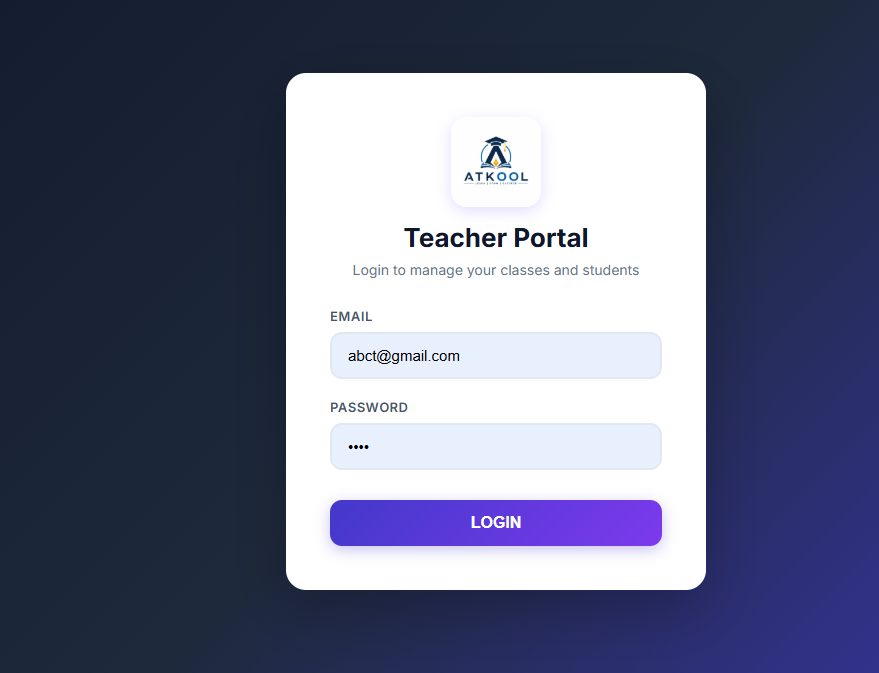 ATKOOL
Teacher Portal
Login to manage your classes and students
EMAIL
abct@gmail.com
PASSWORD
••••
LOGIN